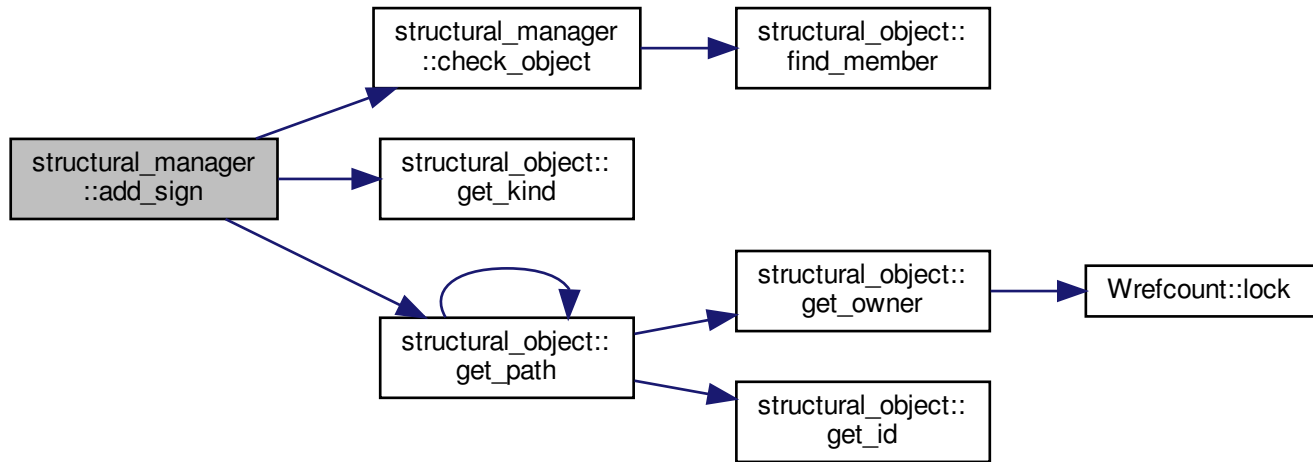 structural_manager
::add_sign
structural_manager
::check_object
structural_object::
find_member
structural_object::
get_kind
structural_object::
get_path
structural_object::
get_owner
Wrefcount::lock
structural_object::
get_id